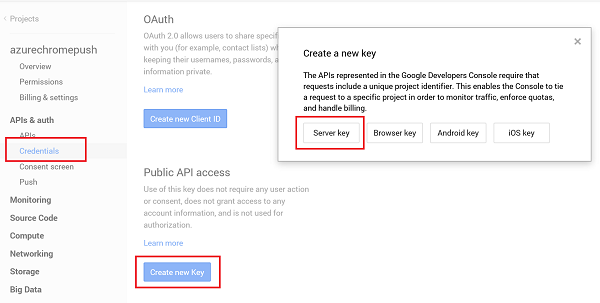 Projects
azurechromepush
Overview
Permissions
Billing & settings
APIs & auth
APIs
Credentials
Consent screen
Push
Monitoring
Source Code
Compute
Networking
Storage
Big Data
OAuth
OAuth 2.0 allows users to share specif
with you (for example, contact lists) wh
keeping their usernames, passwords, a
information private.
Learn more
Create new Client ID
Public API access
Use of this key does not require any user action
or consent, does not grant access to any
account information, and is not used for
authorization.
Learn more
Create new Key
Create a new key
The APIs represented in the Google Developers Console require that
requests include a unique project identifier. This enables the Console to tie
a request to a specific project in order to monitor traffic, enforce quotas,
and handle billing.
Server key
Browser key
Android key
iOS key